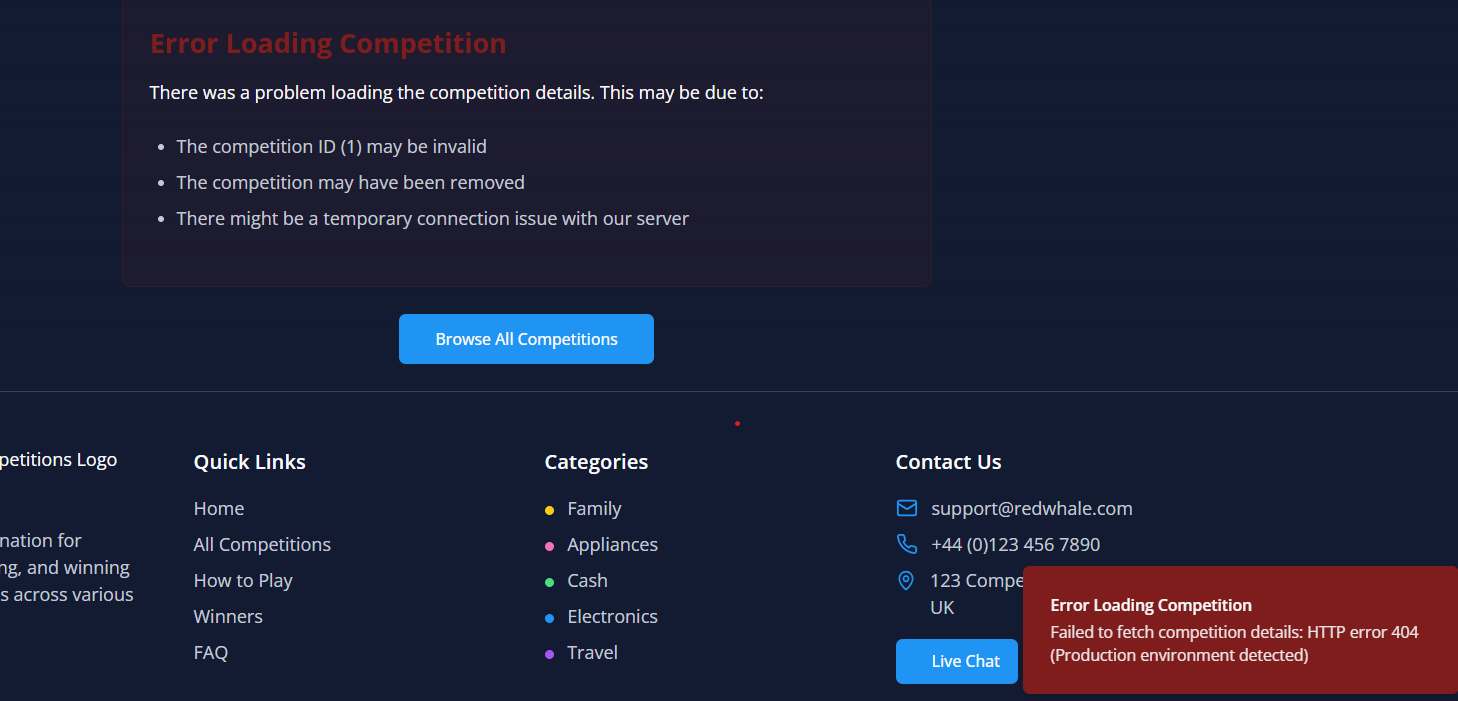 Error Loading Competition
There was a problem loading the competition details. This may be due to:
The competition ID (1) may be invalid
The competition may have been removed
There might be a temporary connection issue with our server
Browse All Competitions
petitions Logo
nation for
ng, and winning
s across various
Quick Links
Home
All Competitions
How to Play
Winners
FAQ
Categories
Family
Appliances
Cash
Electronics
Travel
Contact Us
support@redwhale.com
+44 (0)123 456 7890
123 Compe
UK
Live Chat
Error Loading Competition
Failed to fetch competition details: HTTP error 404
(Production environment detected)